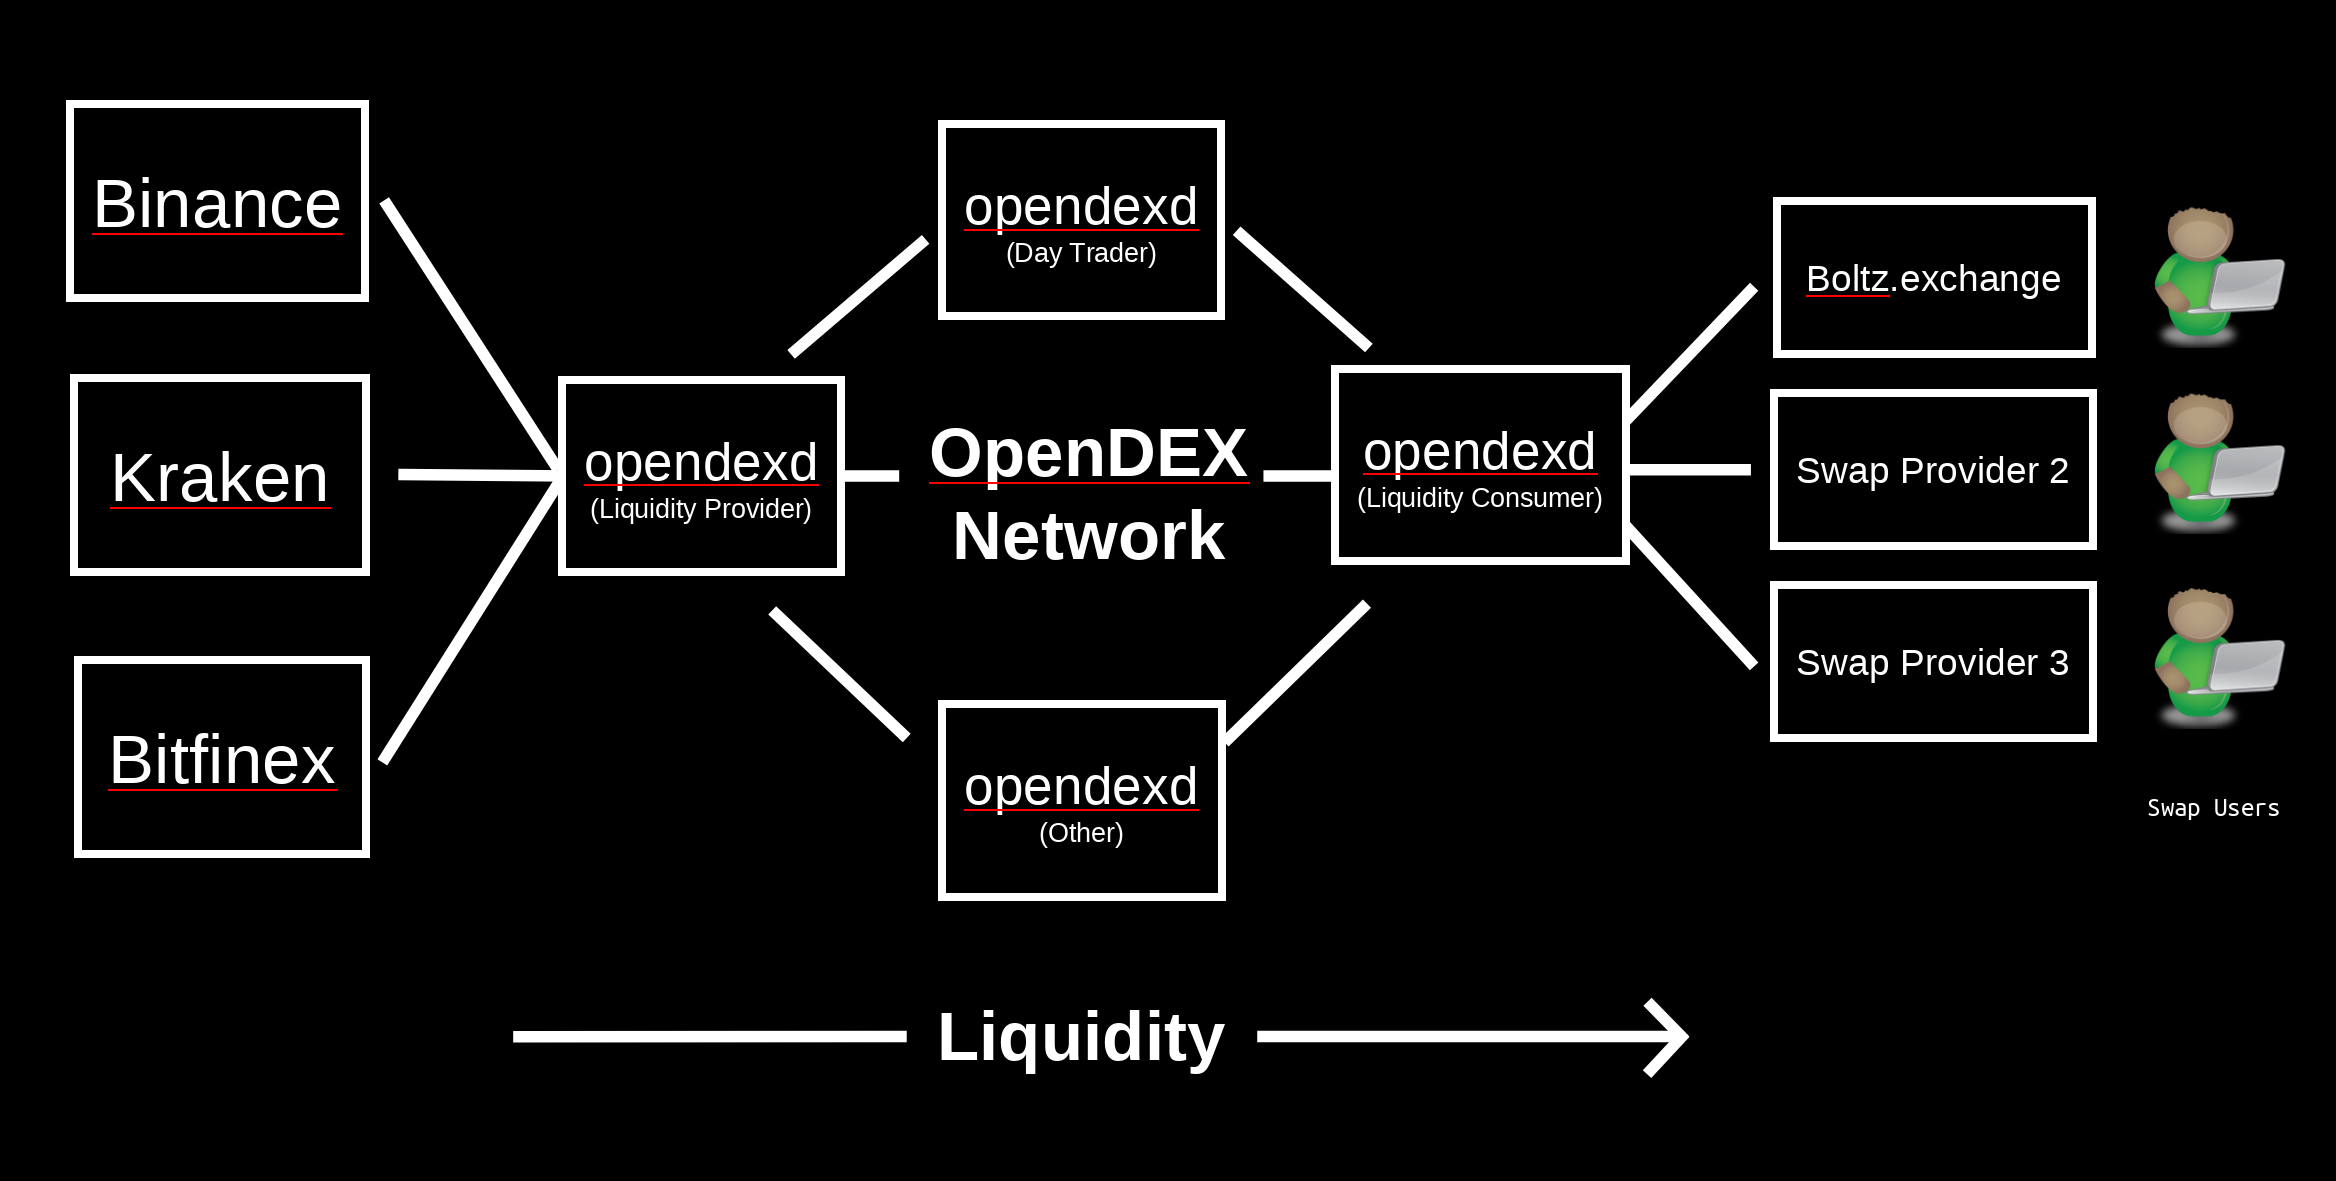 Binance
Kraken
Bitfinex
opendexd
(Liquidity Provider)
opendexd
(Day Trader)
OpenDEX
Network
opendexd
(Other)
opendexd
(Liquidity Consumer)
Boltz.exchange
Swap Provider 2
Swap Provider 3
Swap Users
Liquidity